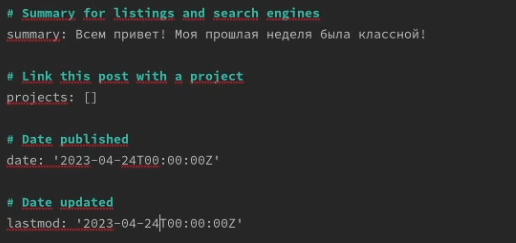 # Summary for listings and search engines
summary: Всем привет! Моя прошлая неделя была классной!
# Link this post with a project
projects: []
# Date published
date: '2023-04-24T00:00:00Z'
# Date updated
lastmod: '2023-04-24T00:00:00Z'